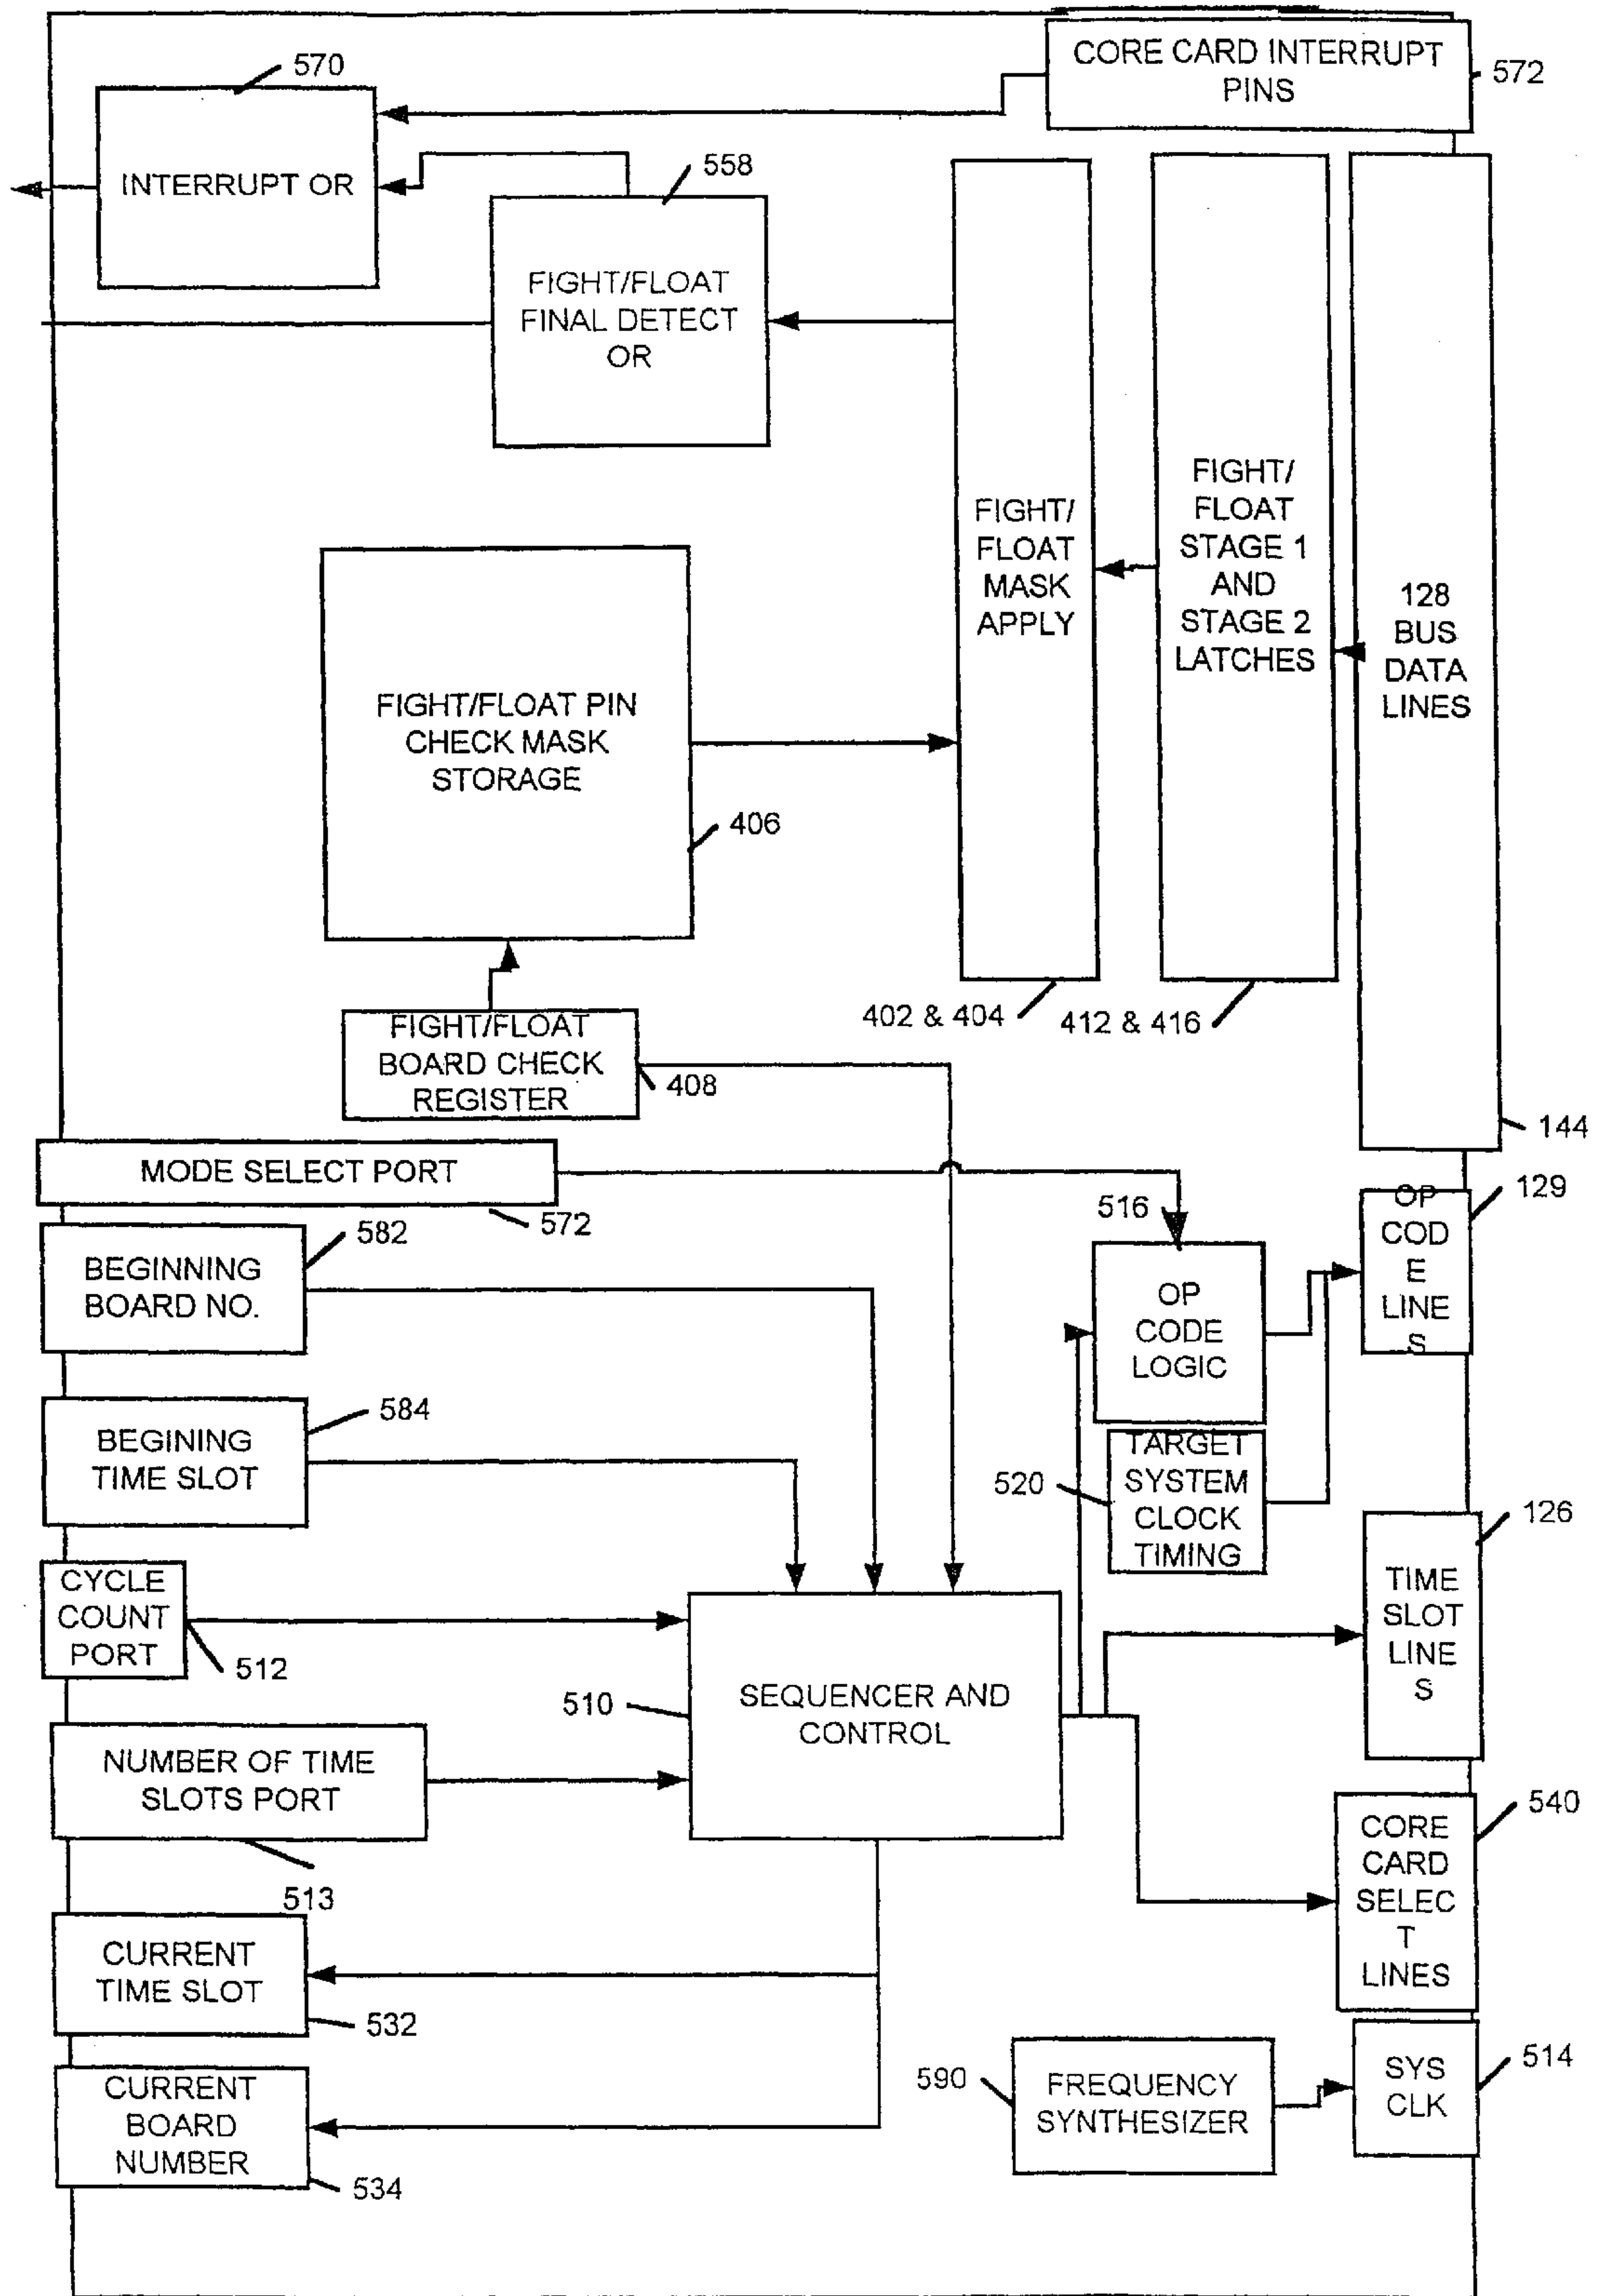 CORE CARD INTERRUPT
PINS
572
570
INTERRUPT OR
558
FIGHT/FLOAT
FINAL DETECT
OR
FIGHT/
FLOAT
MASK
APPLY
FIGHT/
FLOAT
STAGE 1
AND
STAGE 2
LATCHES
128
BUS
DATA
LINES
FIGHT/FLOAT PIN
CHECK MASK
STORAGE
406
402 & 404
412 & 416
FIGHT/FLOAT
BOARD CHECK
REGISTER
408
144
MODE SELECT PORT
572
516
129
OP
COD
E
LINE
S
582
BEGINNING
BOARD NO.
OP
CODE
LOGIC
584
BEGINING
TIME SLOT
TARGET
SYSTEM
CLOCK
TIMING
520
126
TIME
SLOT
LINE
S
CYCLE
COUNT
PORT
512
510
SEQUENCER AND
CONTROL
NUMBER OF TIME
SLOTS PORT
513
540
CORE
CARD
SELEC
T
LINES
CURRENT
TIME SLOT
532
590
FREQUENCY
SYNTHESIZER
SYS
CLK
514
CURRENT
BOARD
NUMBER
534